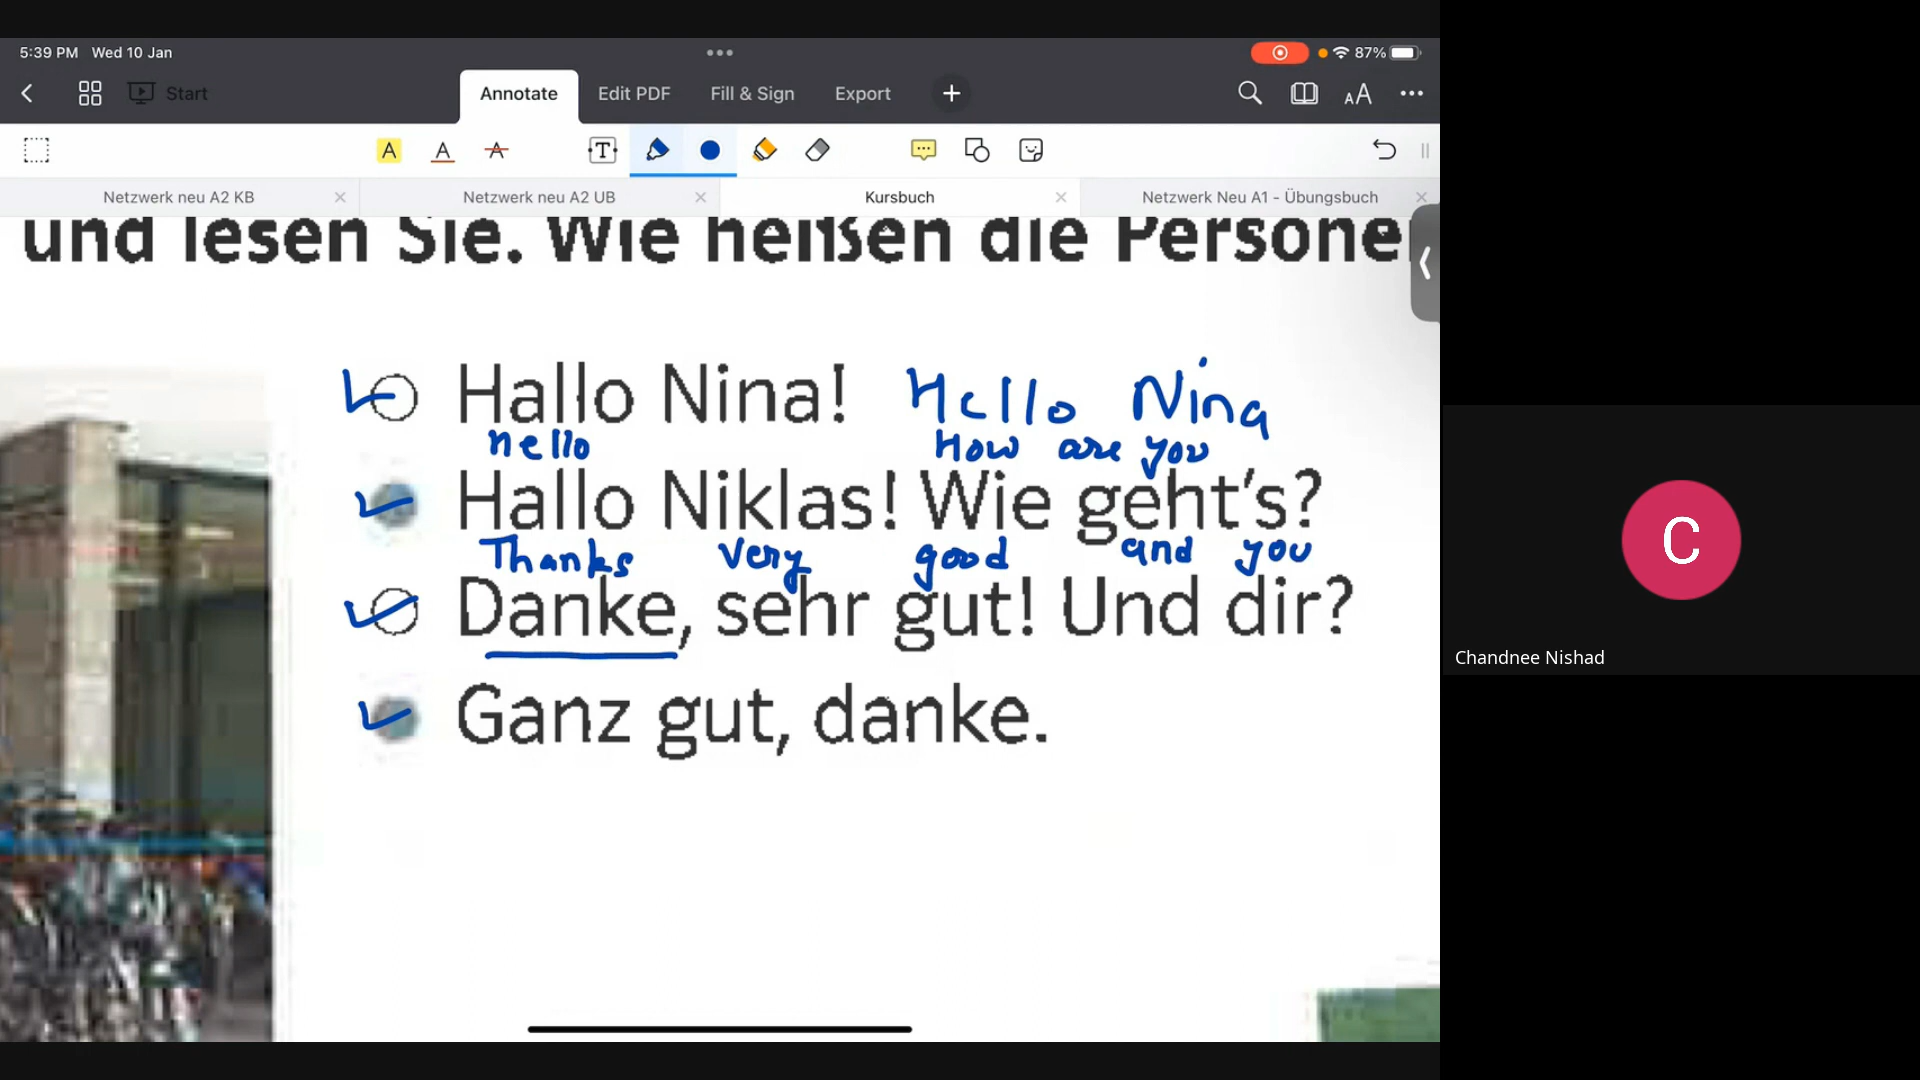 5:39 PM Wed 10 Jan
87%
Start
Annotate
Edit PDF
Fill & Sign
Export
Netzwerk neu A2 KB
Netzwerk neu A2 UB
Kursbuch
Netzwerk Neu A1 - Übungsbuch
und lesen Sie. Wie heißen die Persone
Hallo Nina! Hello Nina
hello How are you
Hallo Niklas! Wie geht's?
Thanks very good and you
Danke, sehr gut! Und dir?
Ganz gut, danke.
C
Chandnee Nishad